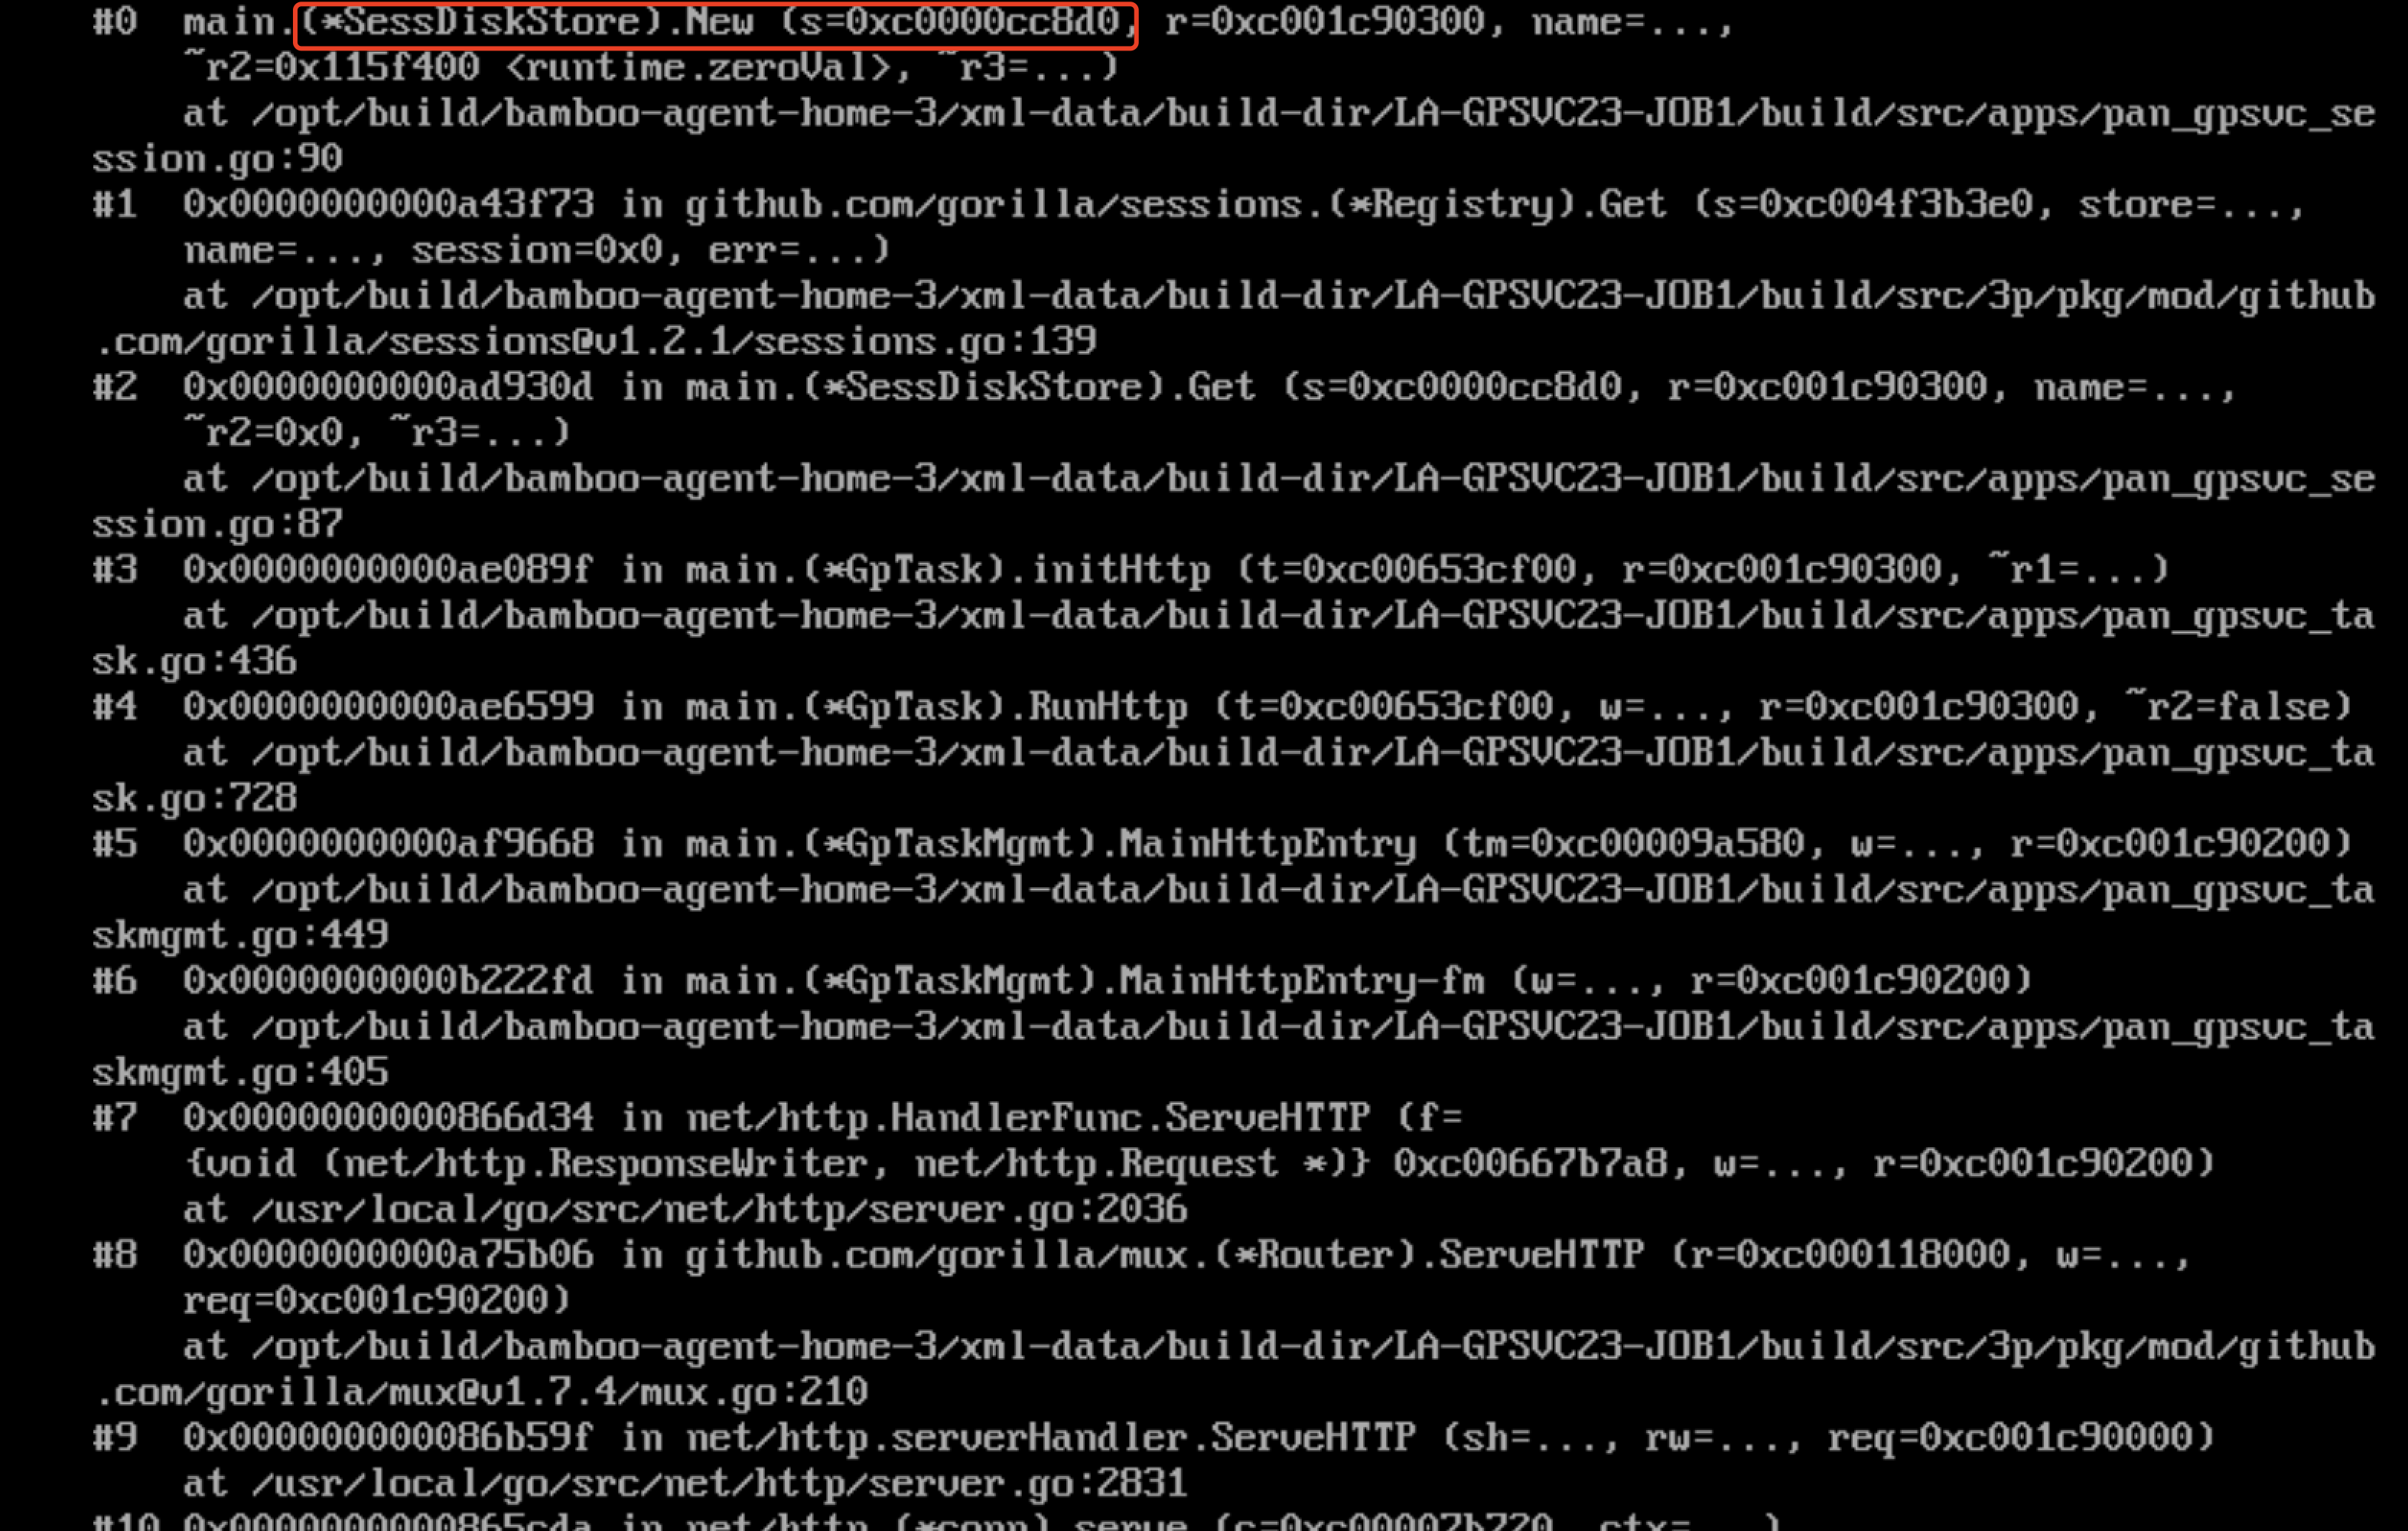 #0  main.(*SessDiskStore).New (s=0xc0000cc8d0, r=0xc001c90300, name=...,
~r2=0x115f400 <runtime.zeroVal>, ~r3=...)
at /opt/build/bamboo-agent-home-3/xml-data/build-dir/LA-GPSVC23-JOB1/build/src/apps/pan_gpsvc_se
ssion.go:90
#1  0x0000000000a43f73 in github.com/gorilla/sessions.(*Registry).Get (s=0xc004f3b3e0, store=...,
name=..., session=0x0, err=...)
at /opt/build/bamboo-agent-home-3/xml-data/build-dir/LA-GPSVC23-JOB1/build/src/3p/pkg/mod/github
.com/gorilla/sessions@v1.2.1/sessions.go:139
#2  0x0000000000ad930d in main.(*SessDiskStore).Get (s=0xc0000cc8d0, r=0xc001c90300, name=...,
~r2=0x0, ~r3=...)
at /opt/build/bamboo-agent-home-3/xml-data/build-dir/LA-GPSVC23-JOB1/build/src/apps/pan_gpsvc_se
ssion.go:87
#3  0x0000000000ae089f in main.(*GpTask).initHttp (t=0xc00653cf00, r=0xc001c90300, ~r1=...)
at /opt/build/bamboo-agent-home-3/xml-data/build-dir/LA-GPSVC23-JOB1/build/src/apps/pan_gpsvc_ta
sk.go:436
#4  0x0000000000ae6599 in main.(*GpTask).RunHttp (t=0xc00653cf00, w=..., r=0xc001c90300, ~r2=false)
at /opt/build/bamboo-agent-home-3/xml-data/build-dir/LA-GPSVC23-JOB1/build/src/apps/pan_gpsvc_ta
sk.go:728
#5  0x0000000000af9668 in main.(*GpTaskMgmt).MainHttpEntry (tm=0xc00009a580, w=..., r=0xc001c90200)
at /opt/build/bamboo-agent-home-3/xml-data/build-dir/LA-GPSVC23-JOB1/build/src/apps/pan_gpsvc_ta
skmgmt.go:449
#6  0x0000000000b222fd in main.(*GpTaskMgmt).MainHttpEntry-fm (w=..., r=0xc001c90200)
at /opt/build/bamboo-agent-home-3/xml-data/build-dir/LA-GPSVC23-JOB1/build/src/apps/pan_gpsvc_ta
skmgmt.go:405
#7  0x0000000000866d34 in net/http.HandlerFunc.ServeHTTP (f=
{void (net/http.ResponseWriter, net/http.Request *)} 0xc00667b7a8, w=..., r=0xc001c90200)
at /usr/local/go/src/net/http/server.go:2036
#8  0x0000000000a75b06 in github.com/gorilla/mux.(*Router).ServeHTTP (r=0xc000118000, w=...,
req=0xc001c90200)
at /opt/build/bamboo-agent-home-3/xml-data/build-dir/LA-GPSVC23-JOB1/build/src/3p/pkg/mod/github
.com/gorilla/mux@v1.7.4/mux.go:210
#9  0x000000000086b59f in net/http.serverHandler.ServeHTTP (sh=..., rw=..., req=0xc001c90000)
at /usr/local/go/src/net/http/server.go:2831
#10 0x0000000000865cda in net/http.(*conn).serve (c=0xc00007b720, ctx=...)